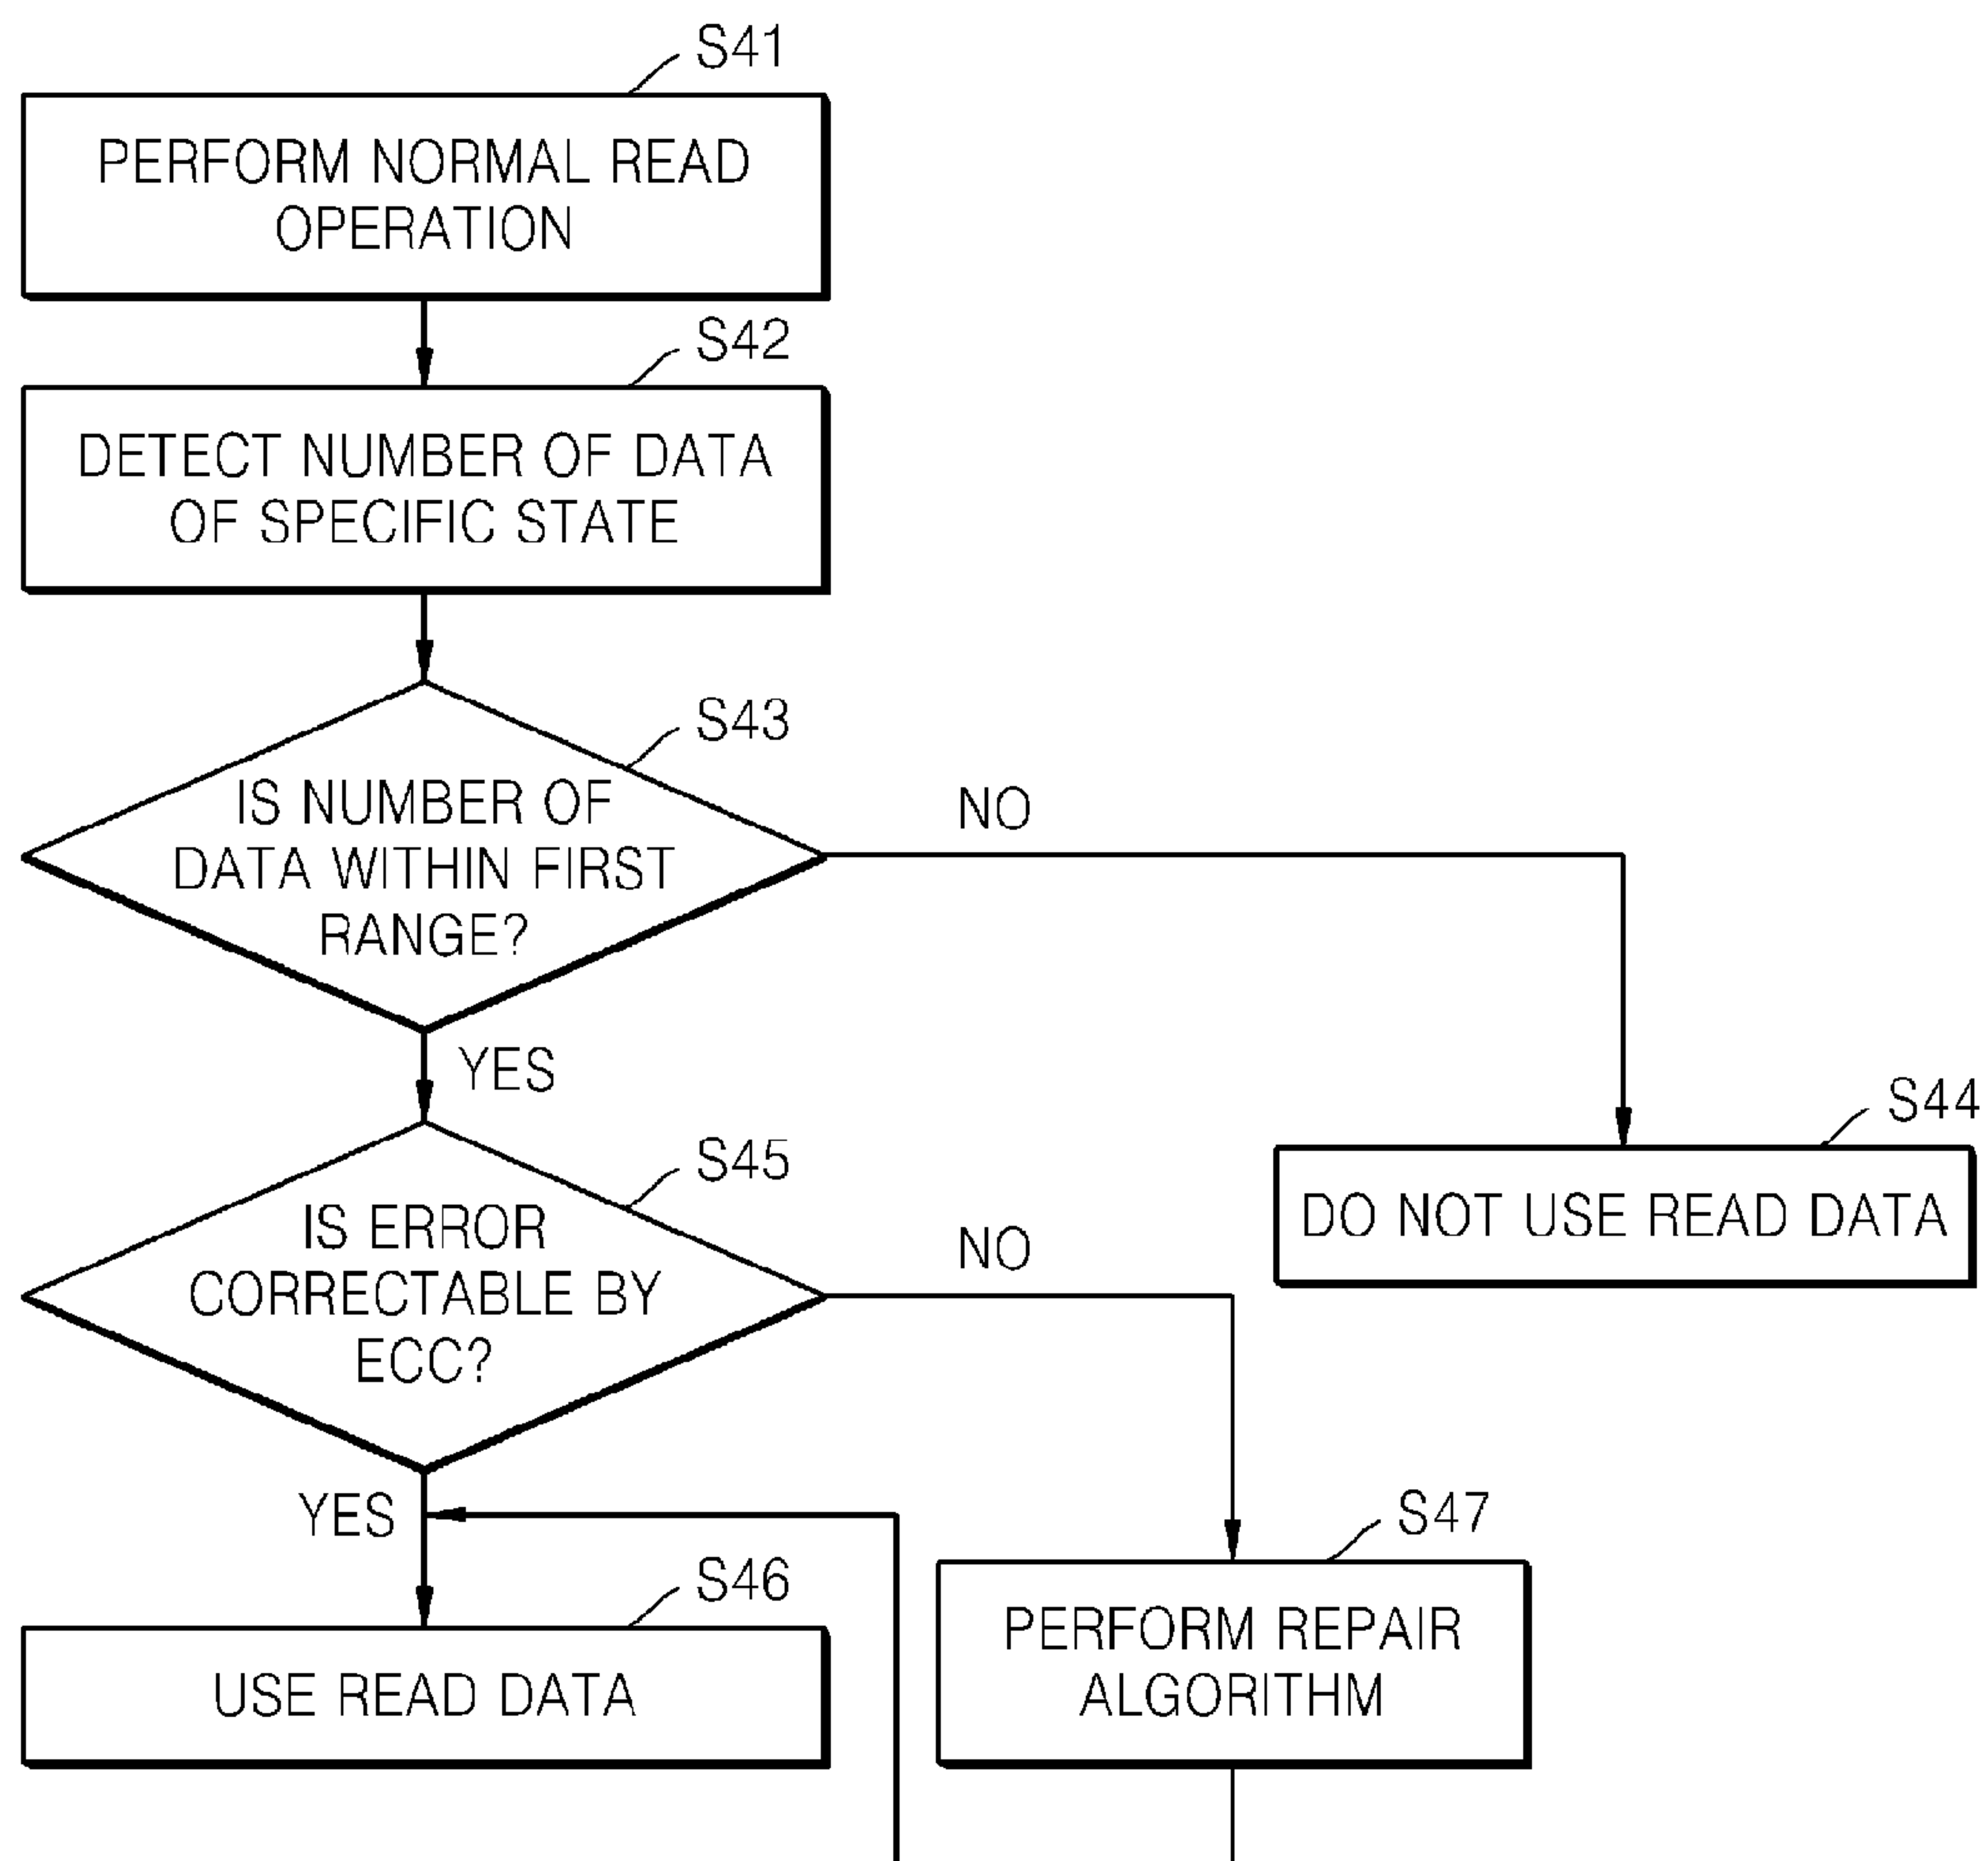 S41
PERFORM NORMAL READ
OPERATION
S42
DETECT NUMBER OF DATA
OF SPECIFIC STATE
S43
IS NUMBER OF
DATA WITHIN FIRST
RANGE?
NO
YES
S44
DO NOT USE READ DATA
S45
IS ERROR
CORRECTABLE BY
ECC?
NO
YES
S46
USE READ DATA
S47
PERFORM REPAIR
ALGORITHM